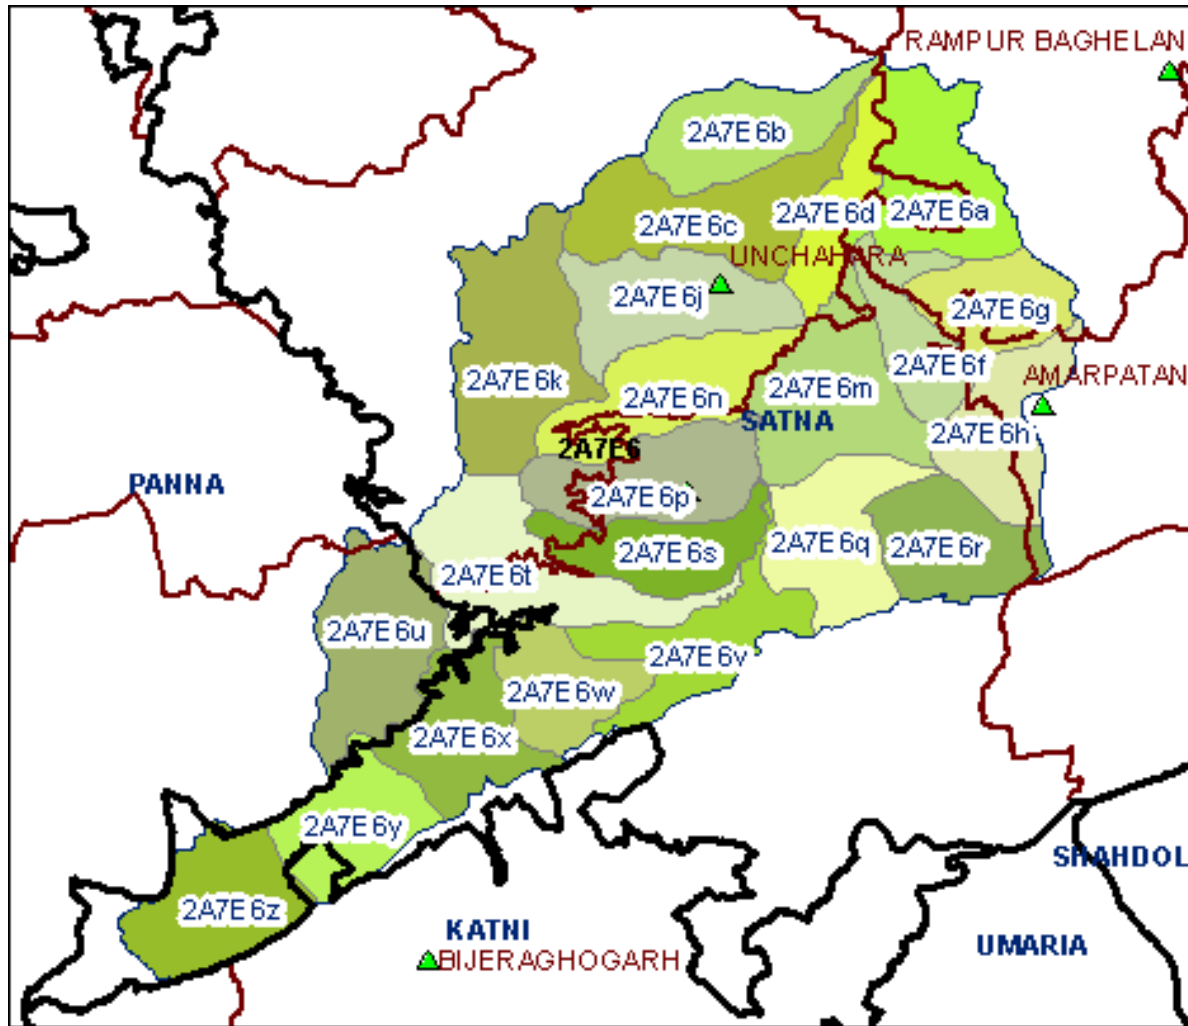 RAMPUR BAGHELAN
2A7E6b
2A7E6c
2A7E6d
2A7E6a
UNCHAHARA
2A7E6j
2A7E6g
2A7E6k
2A7E6n
2A7E6m
2A7E6f
AMARPATAN
SATNA
2A7E6h
2A7E6
PANNA
2A7E6p
2A7E6s
2A7E6q
2A7E6r
2A7E6t
2A7E6u
2A7E6v
2A7E6w
2A7E6x
2A7E6y
SHAHDOL
2A7E6z
KATNI
UMARIA
BIJERAGHOGARH